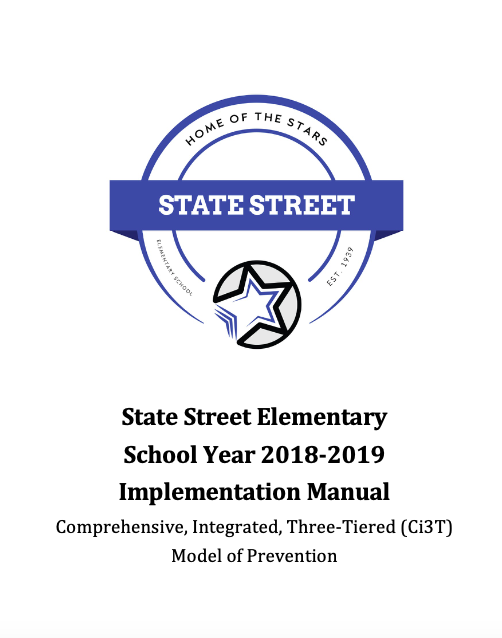 HOME OF THE STARS
STATE STREET
ELEMENTARY SCHOOL
EST. 1939
State Street Elementary
School Year 2018-2019
Implementation Manual
Comprehensive, Integrated, Three-Tiered (Ci3T)
Model of Prevention